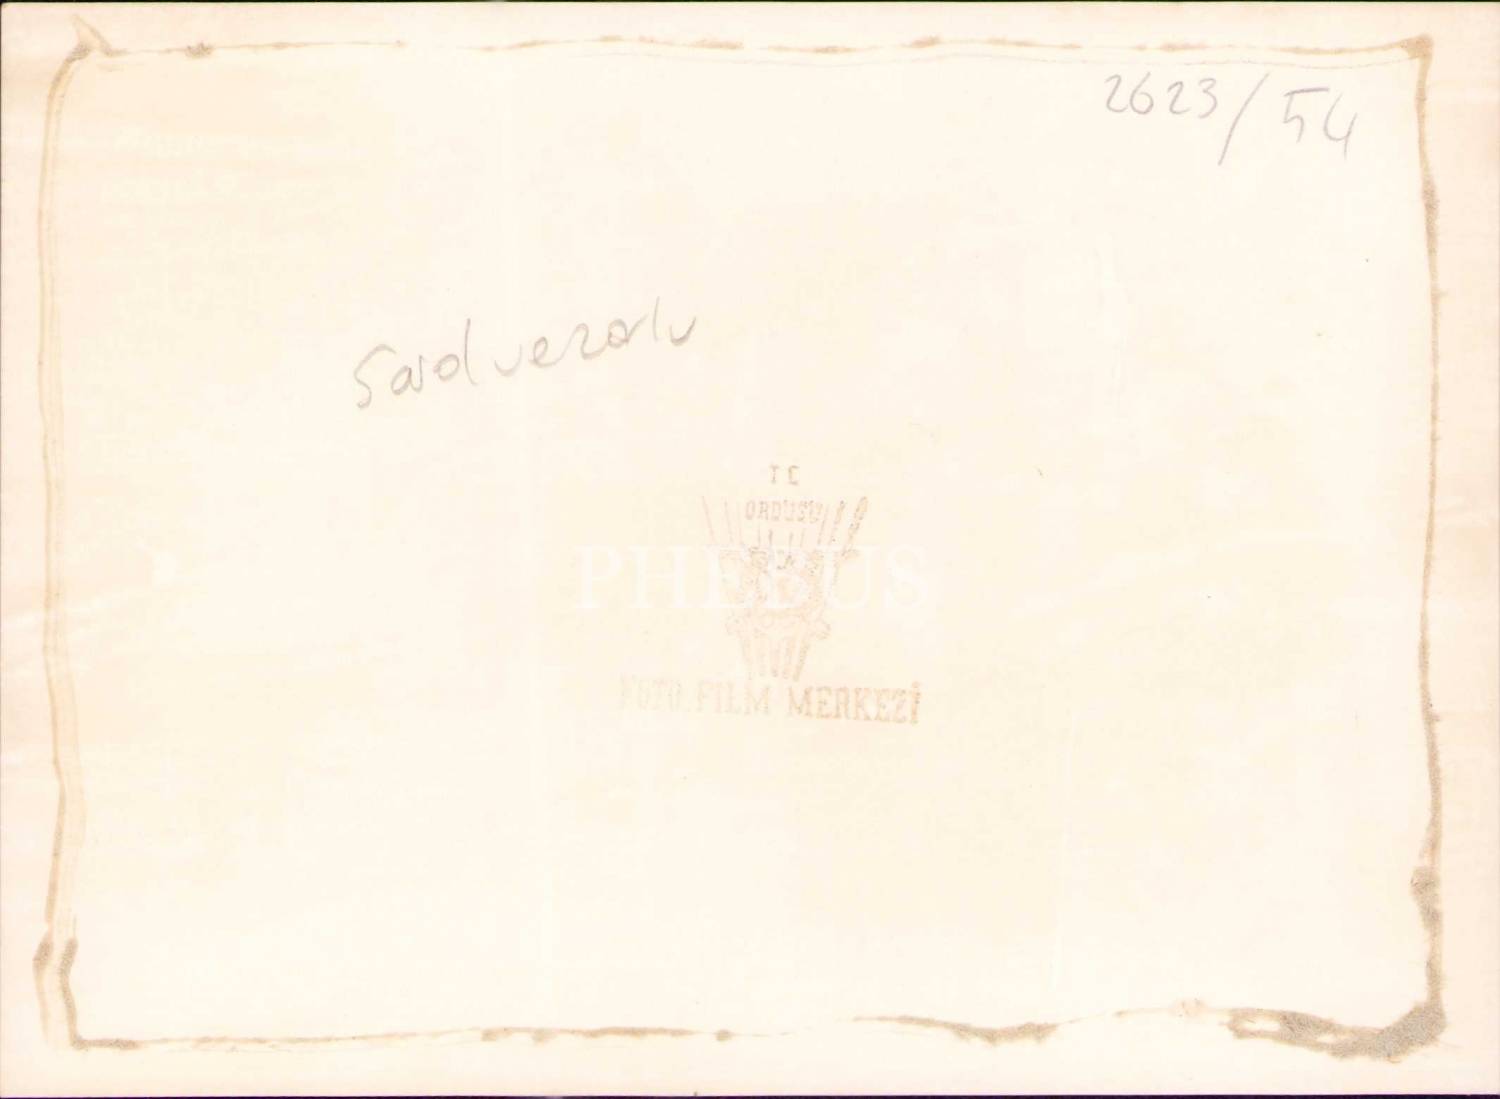 2623/54
Sadvezalu
T C
ORDUSU
PHEBUS
FOTO. FILM MERKEZİ